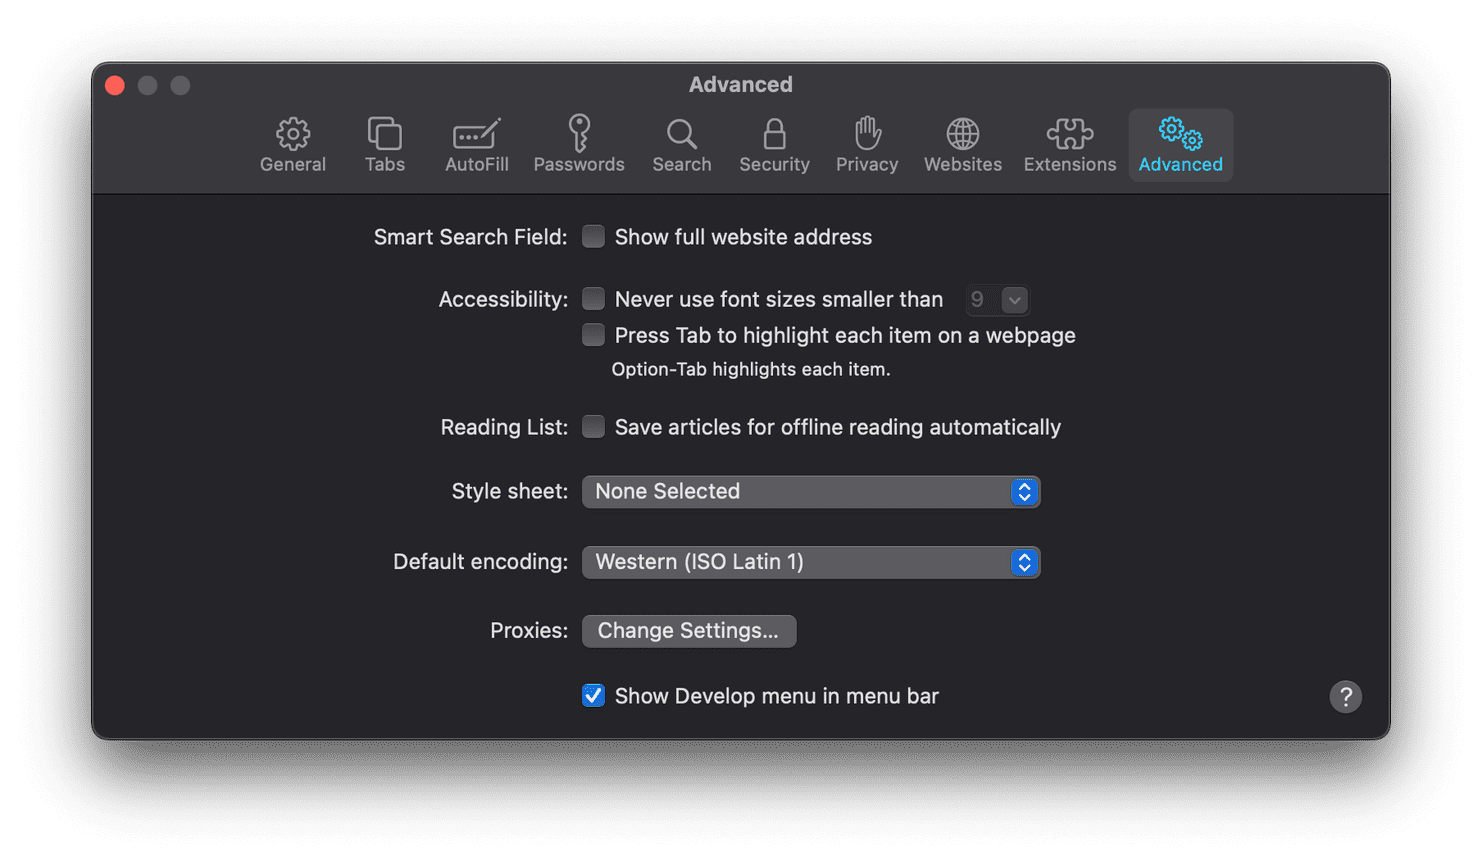 Advanced
General Tabs AutoFill Passwords Search Security Privacy Websites Extensions Advanced
Smart Search Field: Show full website address
Accessibility: Never use font sizes smaller than 9
Press Tab to highlight each item on a webpage
Option-Tab highlights each item.
Reading List: Save articles for offline reading automatically
Style sheet: None Selected
Default encoding: Western (ISO Latin 1)
Proxies: Change Settings...
Show Develop menu in menu bar ?